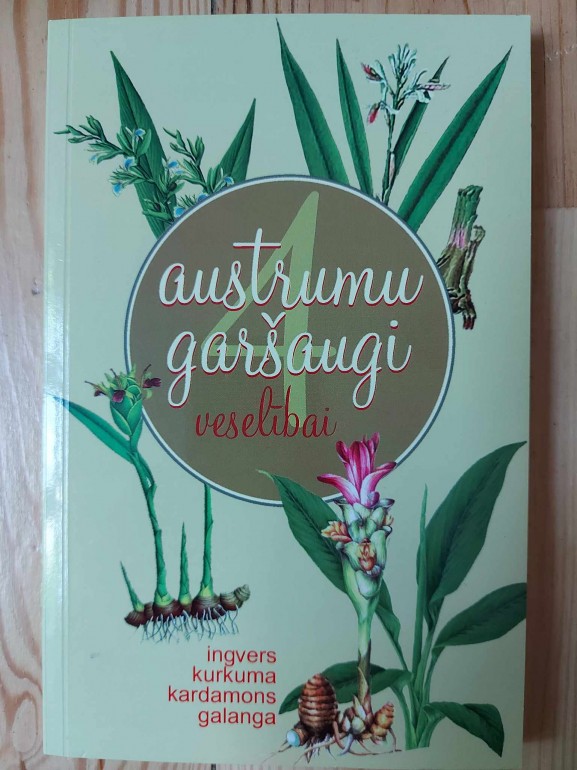 4
austrumu
garšaugi
veselībai
ingvers
kurkuma
kardamons
galanga